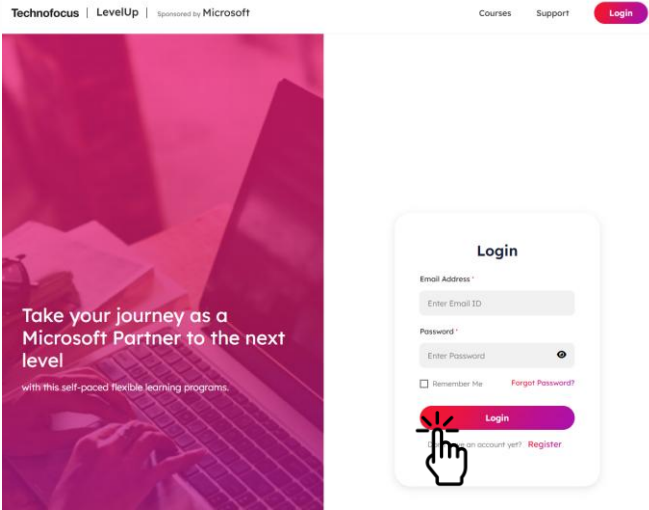 Technofocus | LevelUp | Sponsored by Microsoft
Courses
Support
Login
Take your journey as a
Microsoft Partner to the next
level
with this self-paced flexible learning programs.
Login
Email Address *
Enter Email ID
Password *
Enter Password
Remember Me
Forgot Password?
Login
an account yet? Register